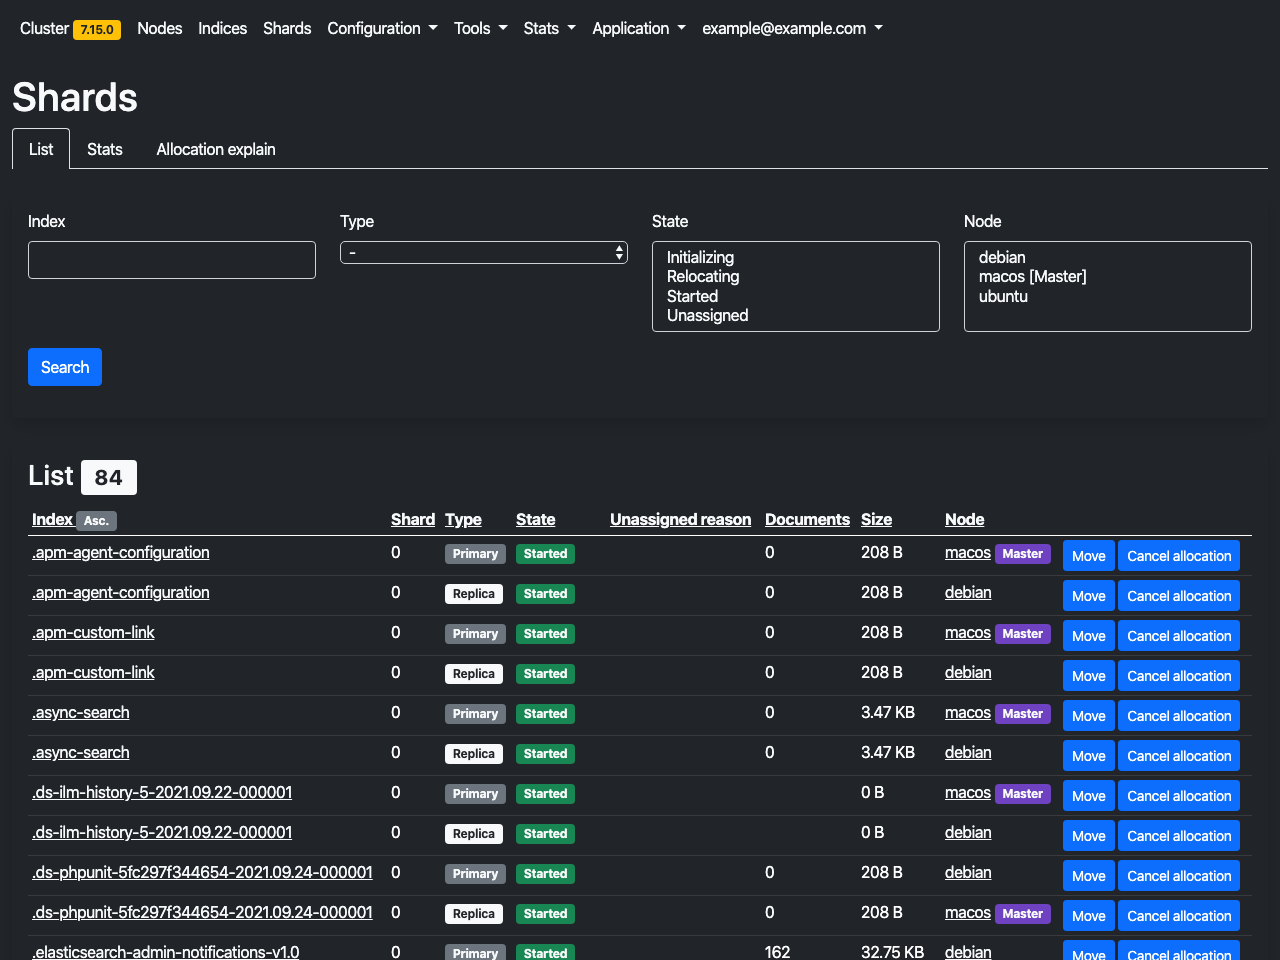 Cluster 7.15.0 Nodes Indices Shards Configuration Tools Stats Application example@example.com
Shards
List Stats Allocation explain
Index Type State Node
-
Initializing
Relocating
Started
Unassigned
debian
macos [Master]
ubuntu
Search
List 84
Index Asc. Shard Type State Unassigned reason Documents Size Node
.apm-agent-configuration 0 Primary Started 0 208 B macos Master Move Cancel allocation
.apm-agent-configuration 0 Replica Started 0 208 B debian Move Cancel allocation
.apm-custom-link 0 Primary Started 0 208 B macos Master Move Cancel allocation
.apm-custom-link 0 Replica Started 0 208 B debian Move Cancel allocation
.async-search 0 Primary Started 0 3.47 KB macos Master Move Cancel allocation
.async-search 0 Replica Started 0 3.47 KB debian Move Cancel allocation
.ds-ilm-history-5-2021.09.22-000001 0 Primary Started 0 B macos Master Move Cancel allocation
.ds-ilm-history-5-2021.09.22-000001 0 Replica Started 0 B debian Move Cancel allocation
.ds-phpunit-5fc297f344654-2021.09.24-000001 0 Primary Started 0 208 B debian Move Cancel allocation
.ds-phpunit-5fc297f344654-2021.09.24-000001 0 Replica Started 0 208 B macos Master Move Cancel allocation
.elasticsearch-admin-notifications-v1.0 0 Primary Started 162 32.75 KB debian Move Cancel allocation